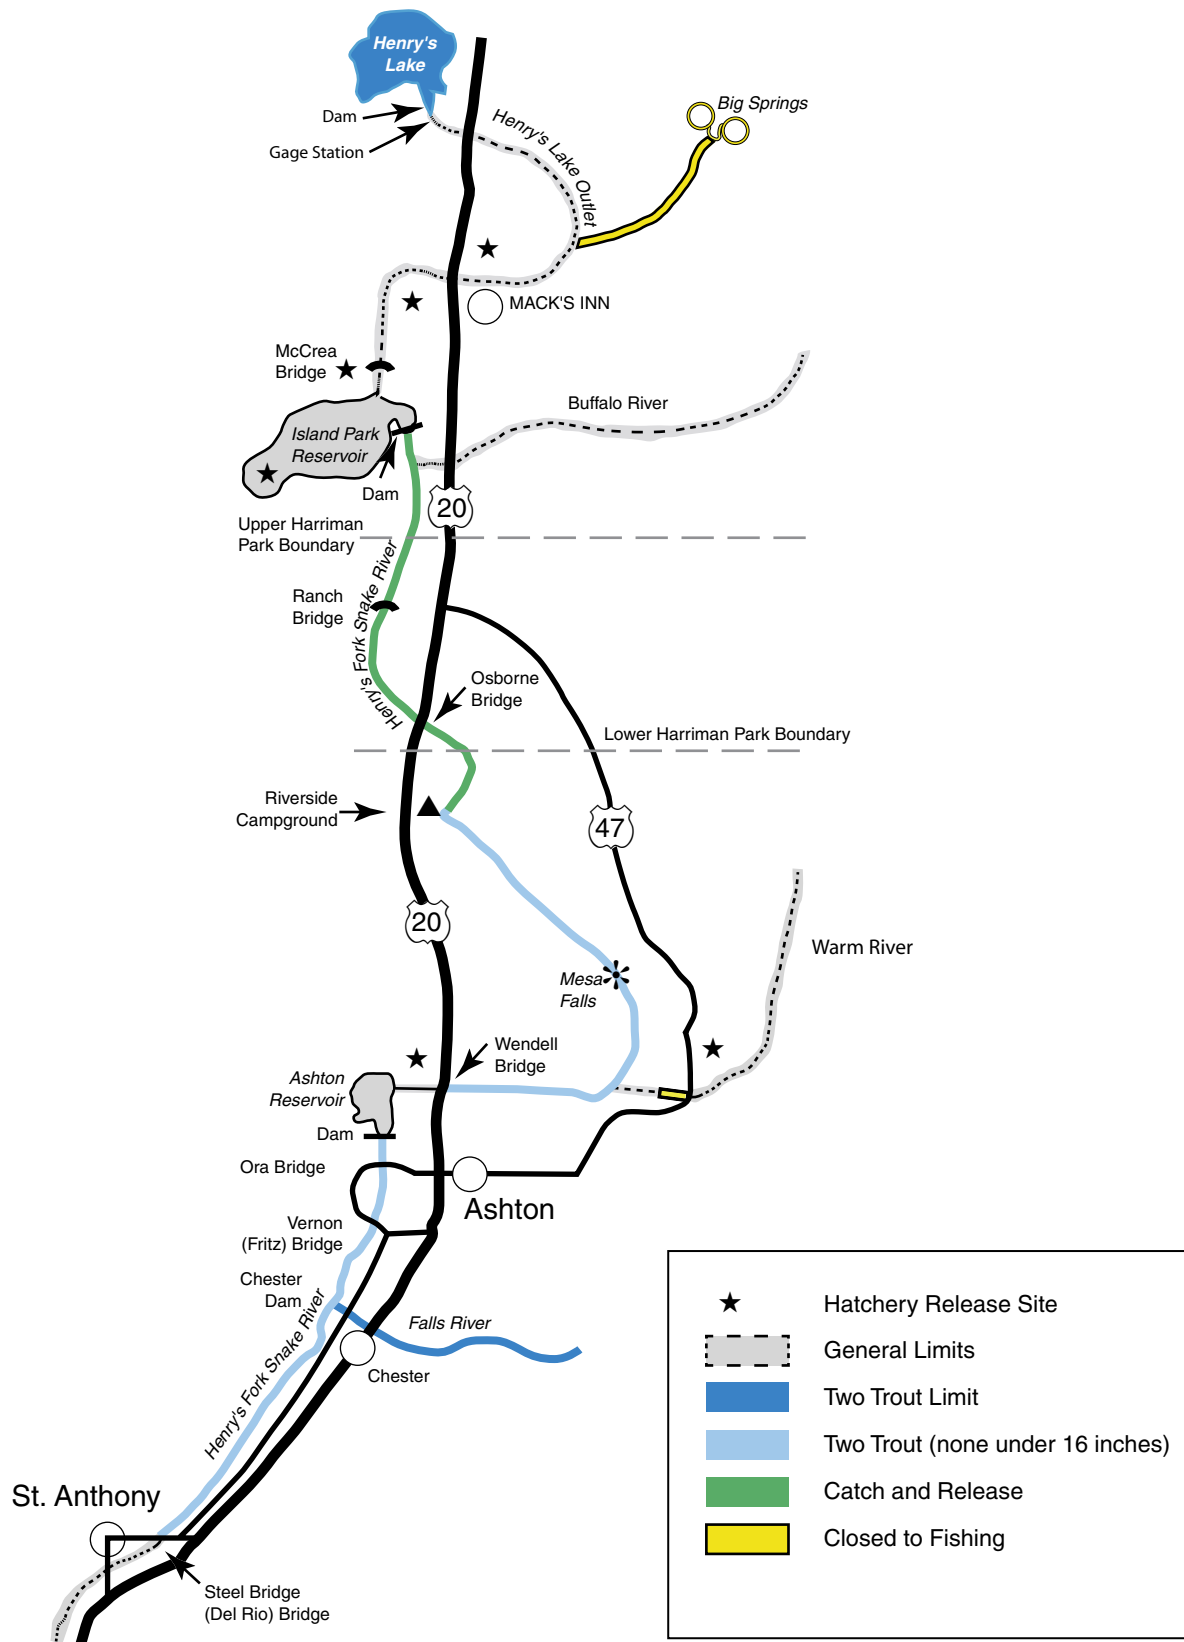 Henry's
Lake
Dam
Gage Station
Henry's Lake Outlet
Big Springs
MACK'S INN
McCrea
Bridge
Buffalo River
Island Park
Reservoir
Dam
20
Upper Harriman
Park Boundary
Henry's Fork Snake River
Ranch
Bridge
Osborne
Bridge
Lower Harriman Park Boundary
Riverside
Campground
47
20
Warm River
Mesa
Falls
Wendell
Bridge
Ashton
Reservoir
Dam
Ora Bridge
Ashton
Vernon
(Fritz) Bridge
Chester
Dam
Falls River
Henry's Fork Snake River
Chester
St. Anthony
Steel Bridge
(Del Rio) Bridge
Hatchery Release Site
General Limits
Two Trout Limit
Two Trout (none under 16 inches)
Catch and Release
Closed to Fishing